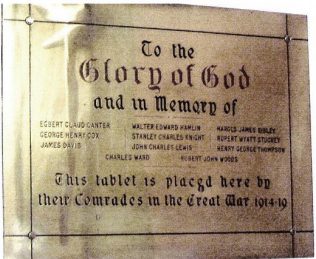 To the
Glory of God
and in Memory of
EGBERT CLAUD CANTER WALTER EDWARD HAMLIN MARCUS JAMES SIBLEY
GEORGE HENRY COX STANLEY CHARLES KNIGHT RUPERT WYATT STUCKEY
JAMES DAVIS JOHN CHARLES LEWIS HENRY GEORGE THOMPSON
CHARLES WARD ROBERT JOHN WOODS
This tablet is placed here by
their Comrades in the Great War. 1914-19